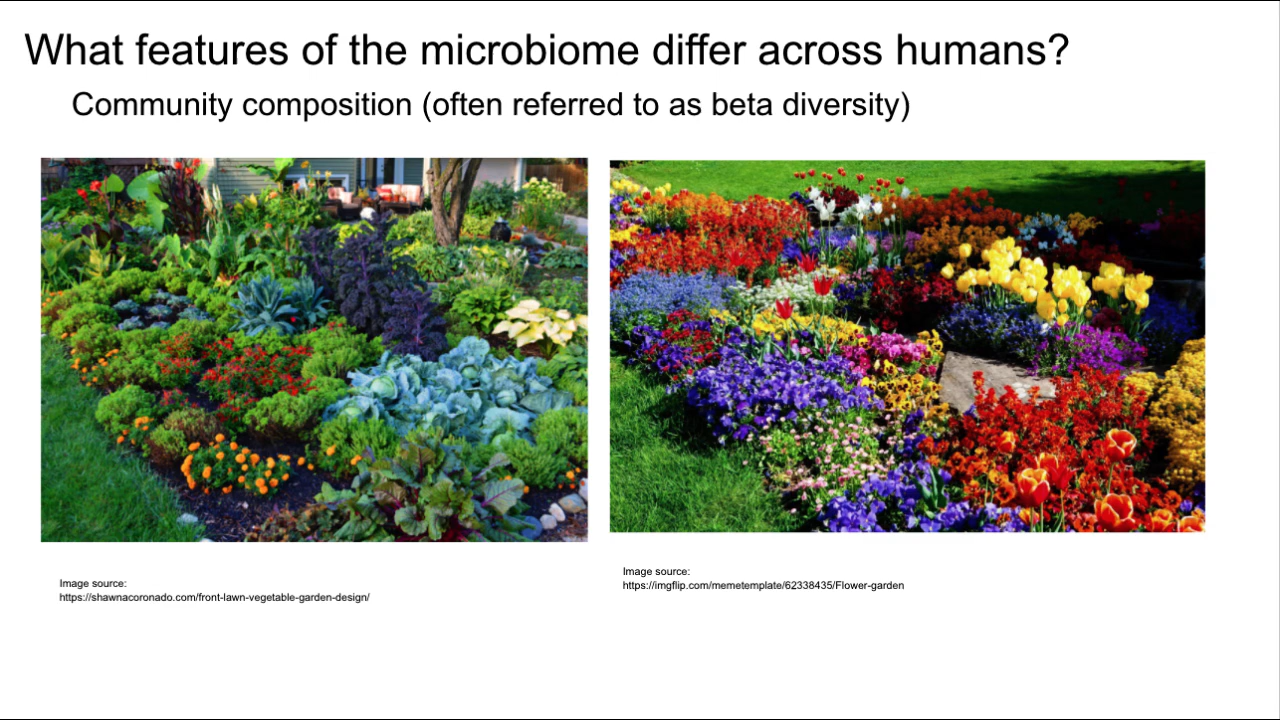 What features of the microbiome differ across humans?
Community composition (often referred to as beta diversity)
Image source:
https://shawnacoronado.com/front-lawn-vegetable-garden-design/
Image source:
https://imgflip.com/memetemplate/62338435/Flower-garden